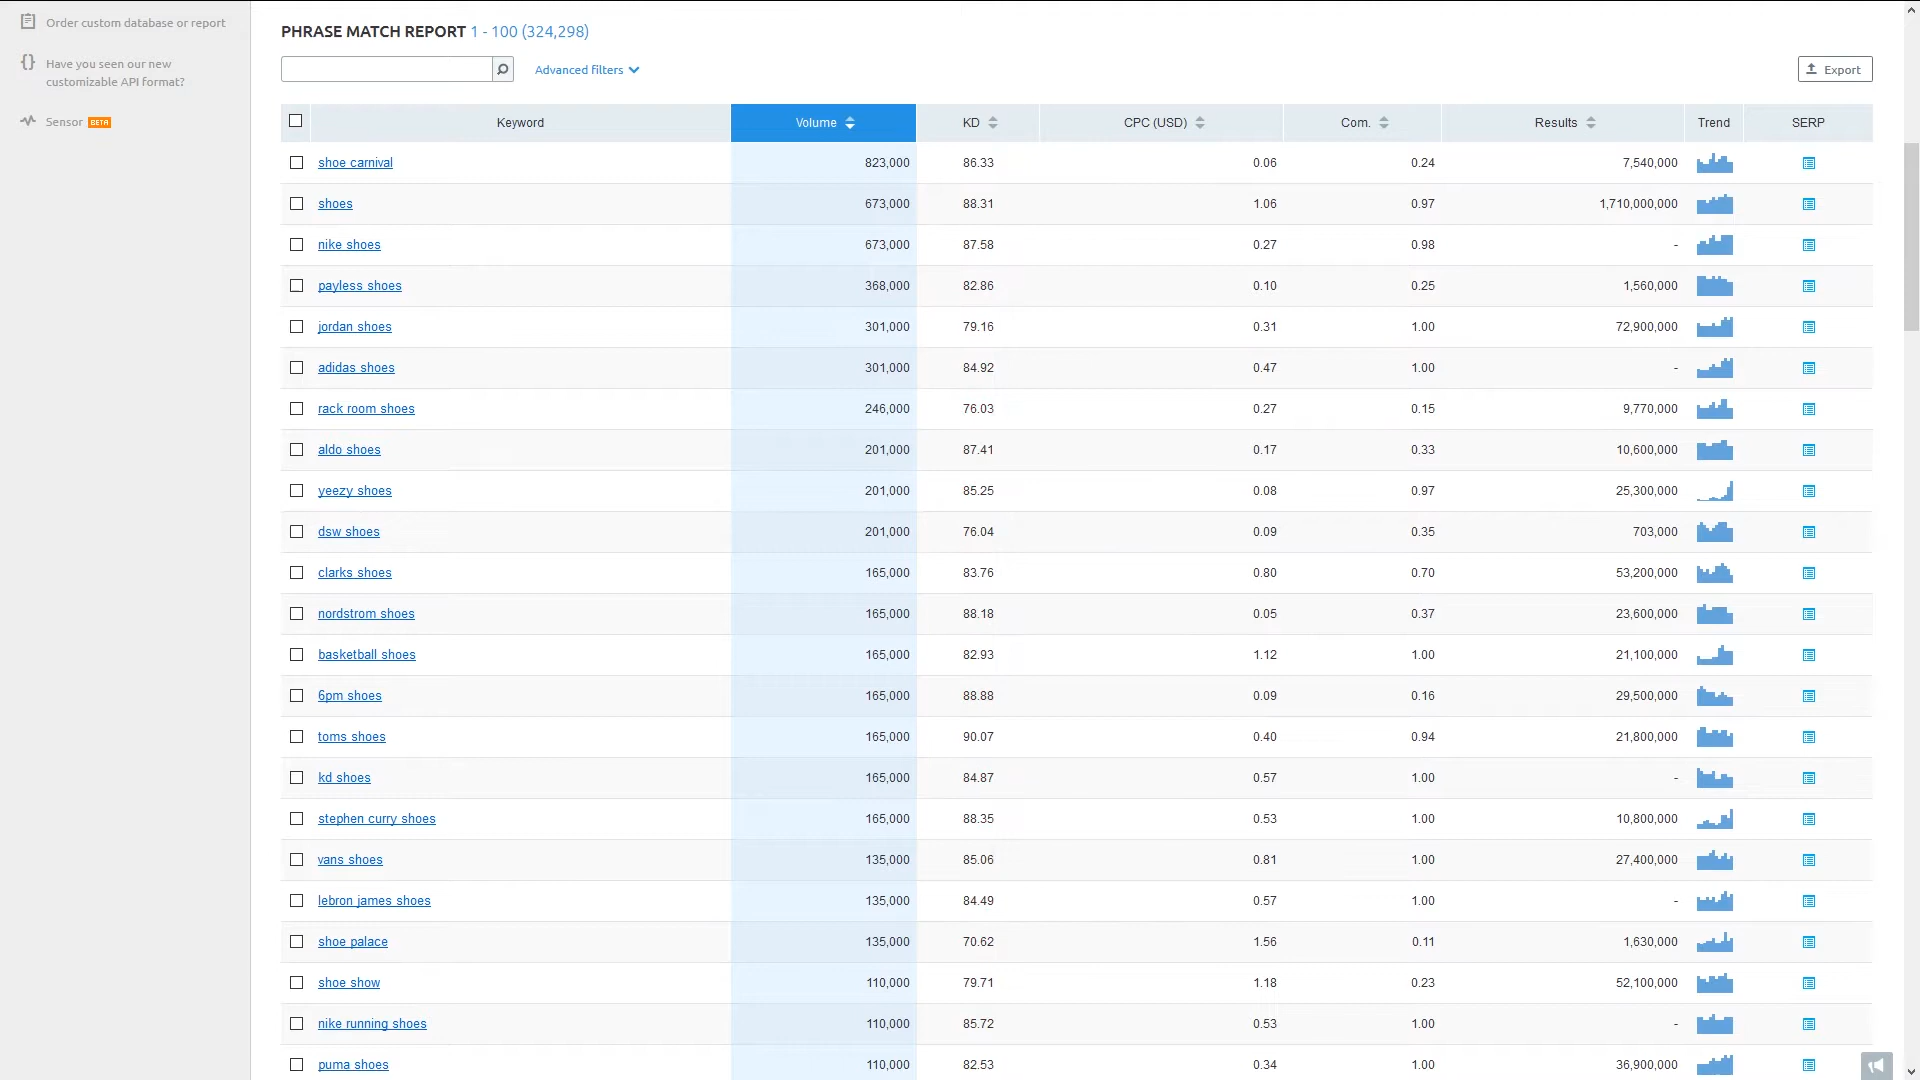 Order custom database or report
Have you seen our new
customizable API format?
Sensor BETA
PHRASE MATCH REPORT 1 - 100 (324,298)
Advanced filters
Export
Keyword Volume KD CPC (USD) Com. Results Trend SERP
shoe carnival 823,000 86.33 0.06 0.24 7,540,000
shoes 673,000 88.31 1.06 0.97 1,710,000,000
nike shoes 673,000 87.58 0.27 0.98 -
payless shoes 368,000 82.86 0.10 0.25 1,560,000
jordan shoes 301,000 79.16 0.31 1.00 72,900,000
adidas shoes 301,000 84.92 0.47 1.00 -
rack room shoes 246,000 76.03 0.27 0.15 9,770,000
aldo shoes 201,000 87.41 0.17 0.33 10,600,000
yeezy shoes 201,000 85.25 0.08 0.97 25,300,000
dsw shoes 201,000 76.04 0.09 0.35 703,000
clarks shoes 165,000 83.76 0.80 0.70 53,200,000
nordstrom shoes 165,000 88.18 0.05 0.37 23,600,000
basketball shoes 165,000 82.93 1.12 1.00 21,100,000
6pm shoes 165,000 88.88 0.09 0.16 29,500,000
toms shoes 165,000 90.07 0.40 0.94 21,800,000
kd shoes 165,000 84.87 0.57 1.00 -
stephen curry shoes 165,000 88.35 0.53 1.00 10,800,000
vans shoes 135,000 85.06 0.81 1.00 27,400,000
lebron james shoes 135,000 84.49 0.57 1.00 -
shoe palace 135,000 70.62 1.56 0.11 1,630,000
shoe show 110,000 79.71 1.18 0.23 52,100,000
nike running shoes 110,000 85.72 0.53 1.00 -
puma shoes 110,000 82.53 0.34 1.00 36,900,000